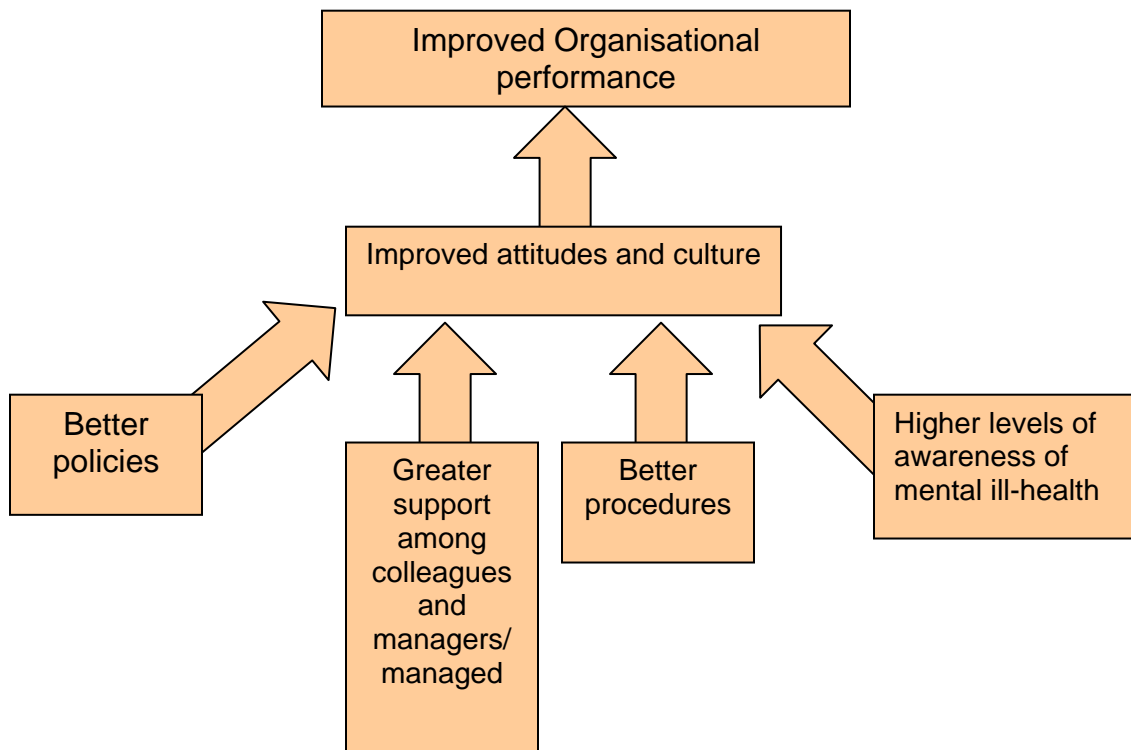 Improved Organisational
performance
Improved attitudes and culture
Better
policies
Greater
support
among
colleagues
and
managers/
managed
Better
procedures
Higher levels of
awareness of
mental ill-health